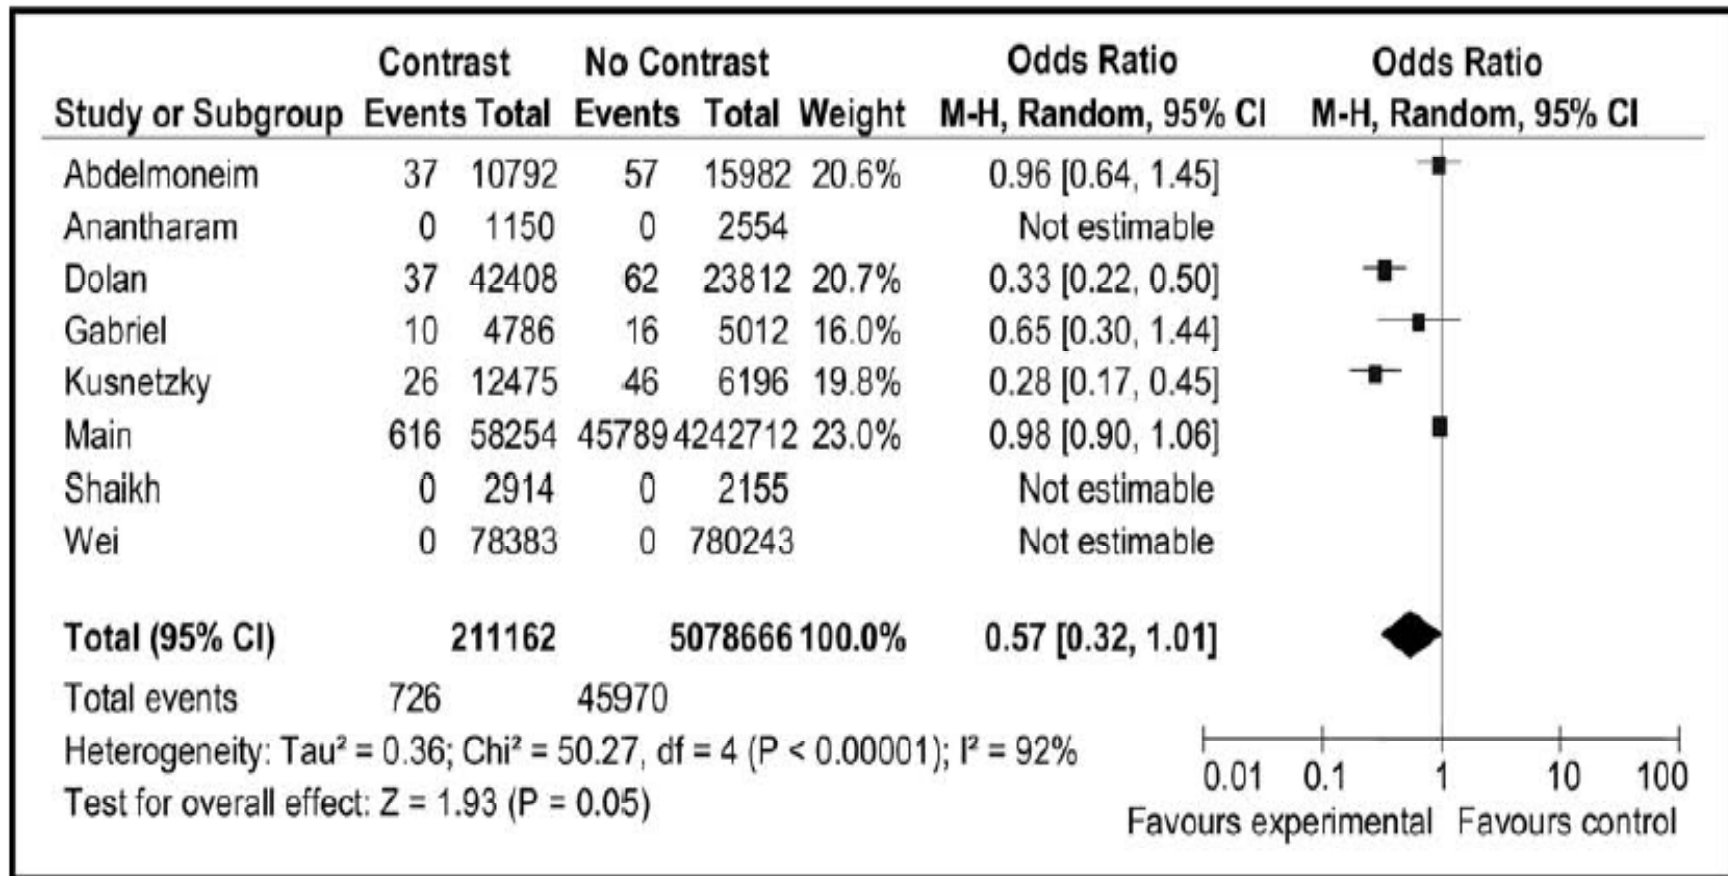 Contrast No Contrast Odds Ratio Odds Ratio
Study or Subgroup Events Total Events Total Weight M-H, Random, 95% CI M-H, Random, 95% CI
Abdelmoneim 37 10792 57 15982 20.6% 0.96 [0.64, 1.45]
Anantharam 0 1150 0 2554 Not estimable
Dolan 37 42408 62 23812 20.7% 0.33 [0.22, 0.50]
Gabriel 10 4786 16 5012 16.0% 0.65 [0.30, 1.44]
Kusnetzky 26 12475 46 6196 19.8% 0.28 [0.17, 0.45]
Main 616 58254 45789 4242712 23.0% 0.98 [0.90, 1.06]
Shaikh 0 2914 0 2155 Not estimable
Wei 0 78383 0 780243 Not estimable
Total (95% CI) 211162 5078666 100.0% 0.57 [0.32, 1.01]
Total events 726 45970
Heterogeneity: Tau² = 0.36; Chi² = 50.27, df = 4 (P < 0.00001); I² = 92%
Test for overall effect: Z = 1.93 (P = 0.05)
0.01 0.1 1 10 100
Favours experimental Favours control